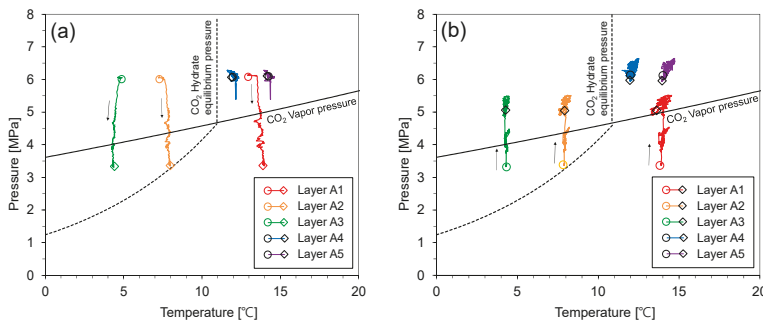 (a)
Pressure [MPa]
8
7
6
5
4
3
2
1
0
CO2 Hydrate
equilibrium pressure
CO2 Vapor pressure
Layer A1
Layer A2
Layer A3
Layer A4
Layer A5
0
5
10
15
20
Temperature [℃]
(b)
Pressure [MPa]
8
7
6
5
4
3
2
1
0
CO2 Hydrate
equilibrium pressure
CO2 Vapor pressure
Layer A1
Layer A2
Layer A3
Layer A4
Layer A5
0
5
10
15
20
Temperature [℃]